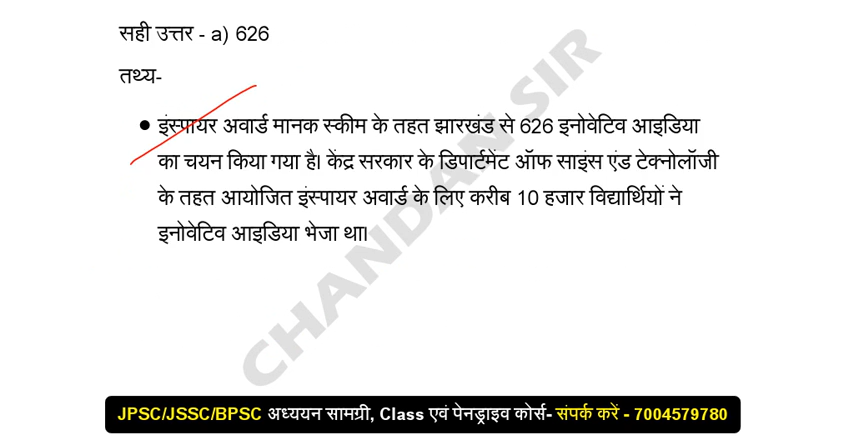 सही उत्तर - a) 626
तथ्य-
• इंस्पायर अवार्ड मानक स्कीम के तहत झारखंड से 626 इनोवेटिव आइडिया
का चयन किया गया है। केंद्र सरकार के डिपार्टमेंट ऑफ साइंस एंड टेक्नोलॉजी
के तहत आयोजित इंस्पायर अवार्ड के लिए करीब 10 हजार विद्यार्थियों ने
इनोवेटिव आइडिया भेजा था।
CHANDAN SIR
JPSC/JSSC/BPSC अध्ययन सामग्री, Class एवं पेनड्राइव कोर्स- संपर्क करें - 7004579780